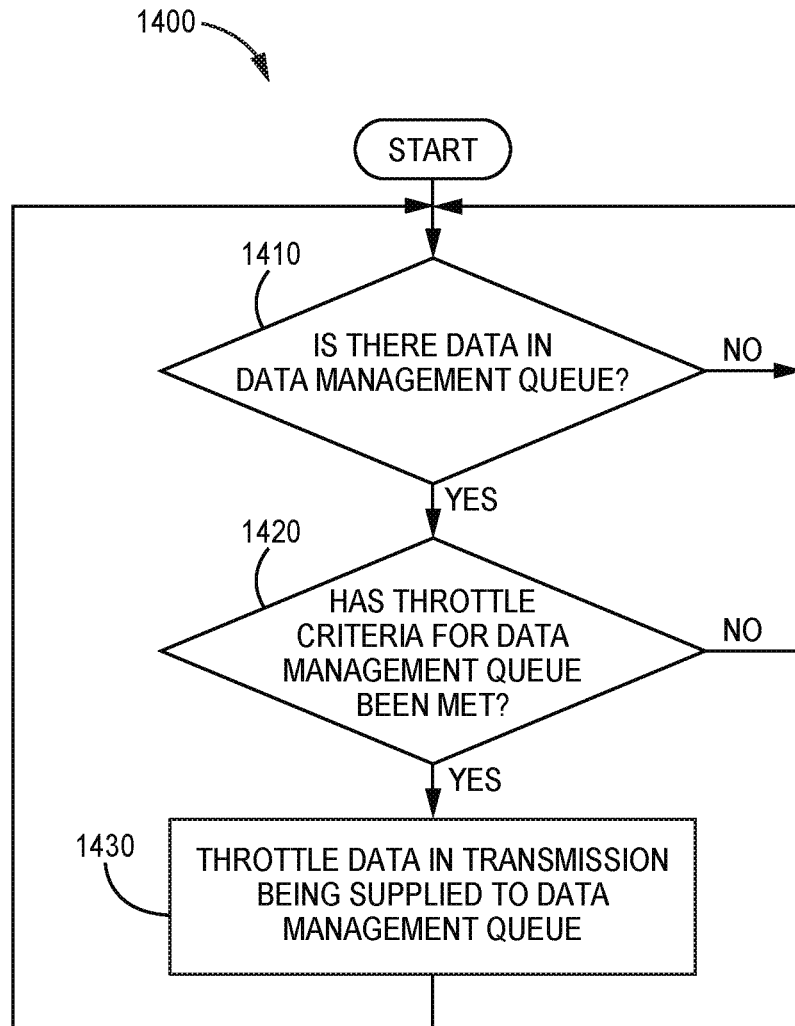 1400
START
1410
IS THERE DATA IN
DATA MANAGEMENT QUEUE?
NO
YES
1420
HAS THROTTLE
CRITERIA FOR DATA
MANAGEMENT QUEUE
BEEN MET?
NO
YES
1430
THROTTLE DATA IN TRANSMISSION
BEING SUPPLIED TO DATA
MANAGEMENT QUEUE